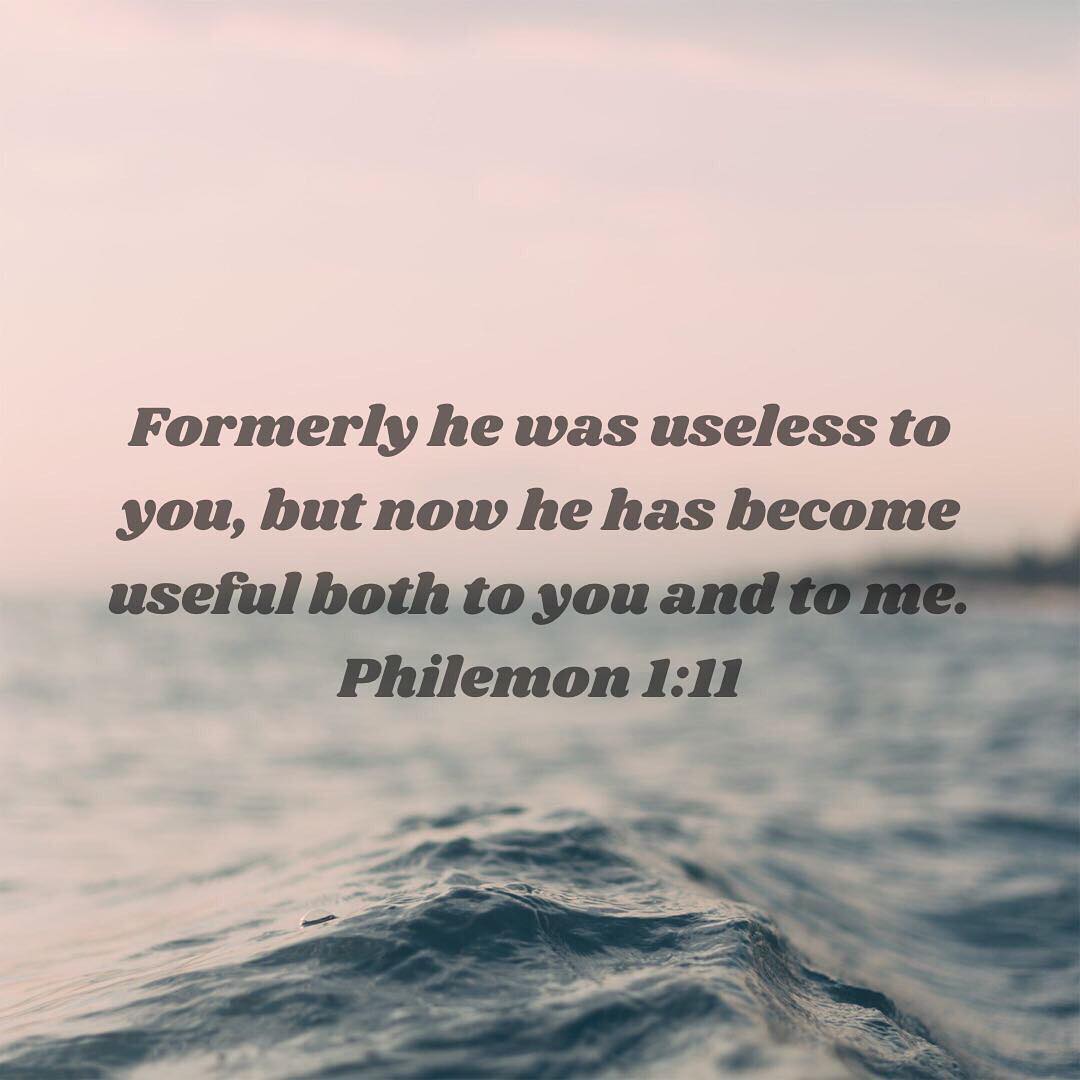 Formerly he was useless to
you, but now he has become
useful both to you and to me.
Philemon 1:11